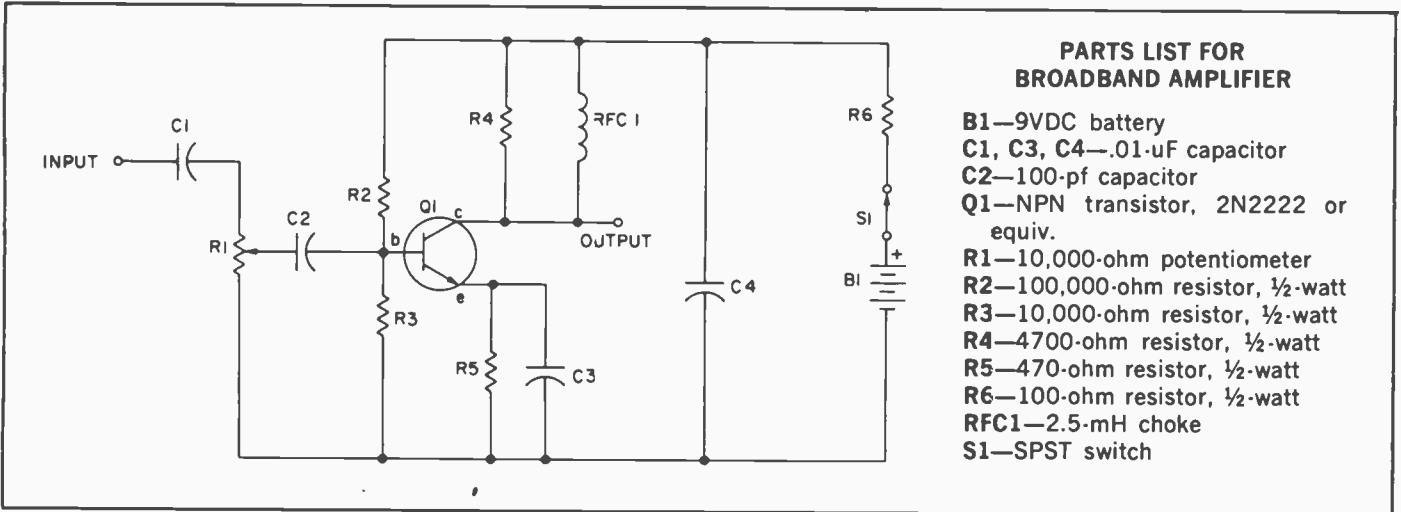 C1
INPUT
R1
C2
R2
b
Q1
c
e
R3
R4
RFC 1
OUTPUT
R5
C3
C4
R6
S1
+
B1
PARTS LIST FOR
BROADBAND AMPLIFIER
B1—9VDC battery
C1, C3, C4—.01-uF capacitor
C2—100-pf capacitor
Q1—NPN transistor, 2N2222 or
equiv.
R1—10,000-ohm potentiometer
R2—100,000-ohm resistor, ½-watt
R3—10,000-ohm resistor, ½-watt
R4—4700-ohm resistor, ½-watt
R5—470-ohm resistor, ½-watt
R6—100-ohm resistor, ½-watt
RFC1—2.5-mH choke
S1—SPST switch